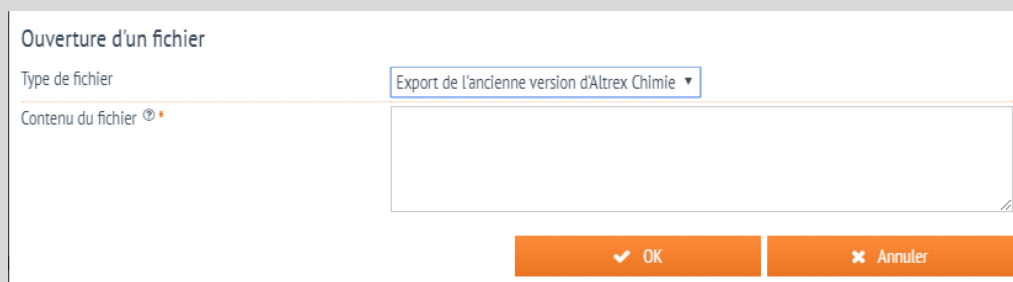 Ouverture d'un fichier
Type de fichier
Export de l'ancienne version d'Altrex Chimie ▼
Contenu du fichier ? *
✔ OK
✖ Annuler